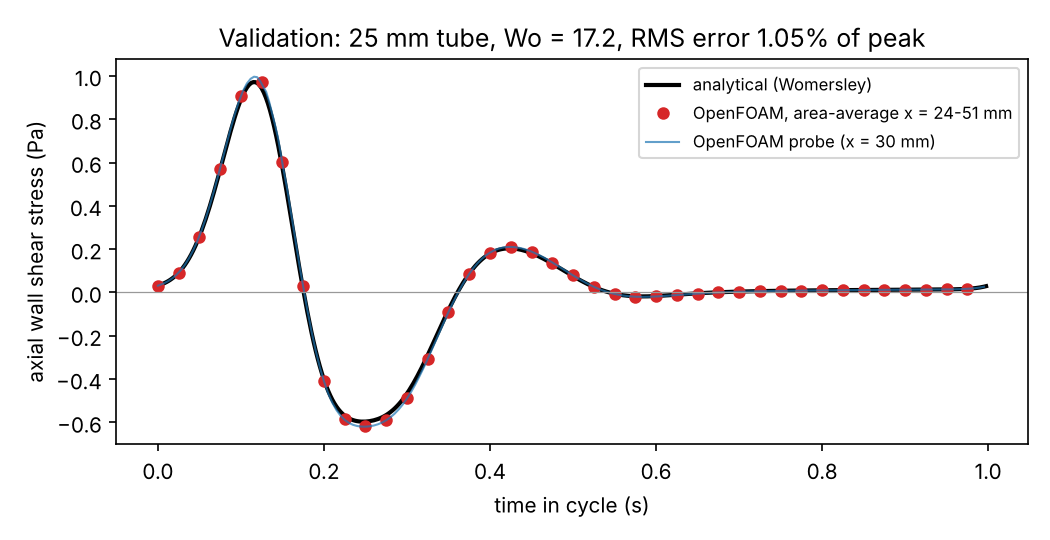 Validation: 25 mm tube, Wo = 17.2, RMS error 1.05% of peak
analytical (Womersley)
OpenFOAM, area-average x = 24-51 mm
OpenFOAM probe (x = 30 mm)
axial wall shear stress (Pa)
1.0
0.8
0.6
0.4
0.2
0.0
−0.2
−0.4
−0.6
0.0 0.2 0.4 0.6 0.8 1.0
time in cycle (s)